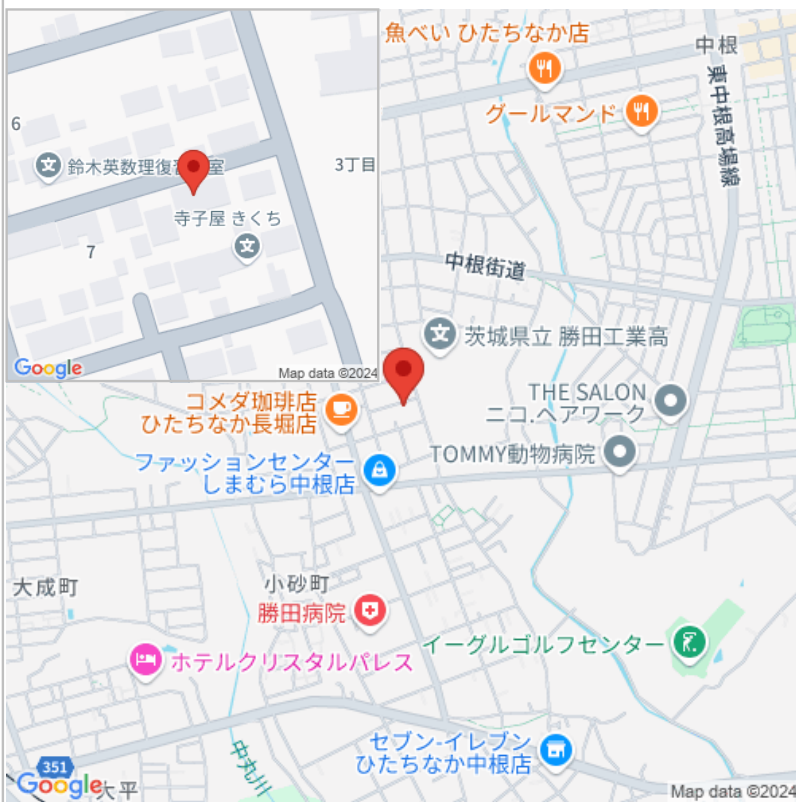 6
鈴木英数理復
室
3丁目
寺子屋 きくち
7
Google
Map data ©2024
魚べい ひたちなか店
中根
グールマンド
東中根高場線
中根街道
茨城県立 勝田工業高
コメダ珈琲店
ひたちなか長堀店
THE SALON
ニコ.ヘアワーク
ファッションセンター
しまむら中根店
TOMMY動物病院
大成町
小砂町
勝田病院
イーグルゴルフセンター
ホテルクリスタルパレス
中丸川
セブン-イレブン
ひたちなか中根店
351
Google
大平
Map data ©2024